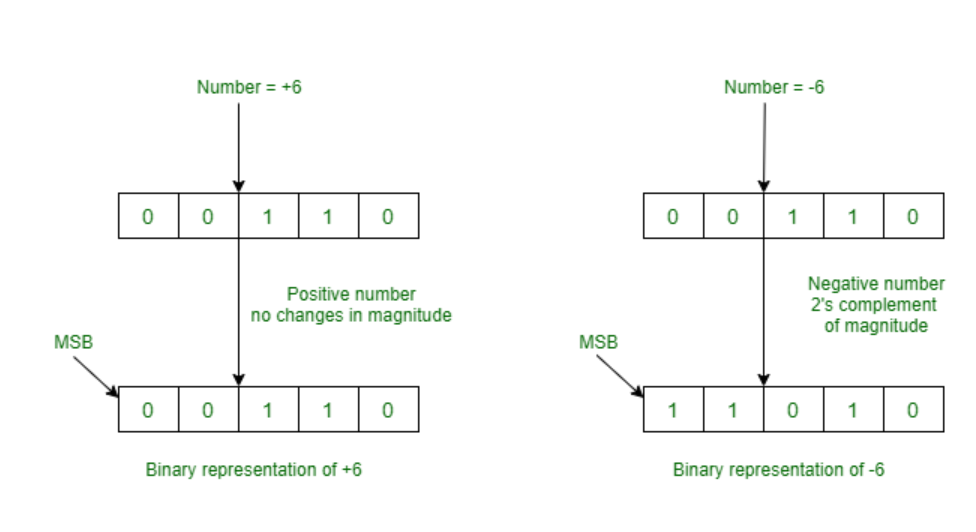 Number = +6
0 0 1 1 0
Positive number
no changes in magnitude
MSB
0 0 1 1 0
Binary representation of +6
Number = -6
0 0 1 1 0
Negative number
2's complement
of magnitude
MSB
1 1 0 1 0
Binary representation of -6